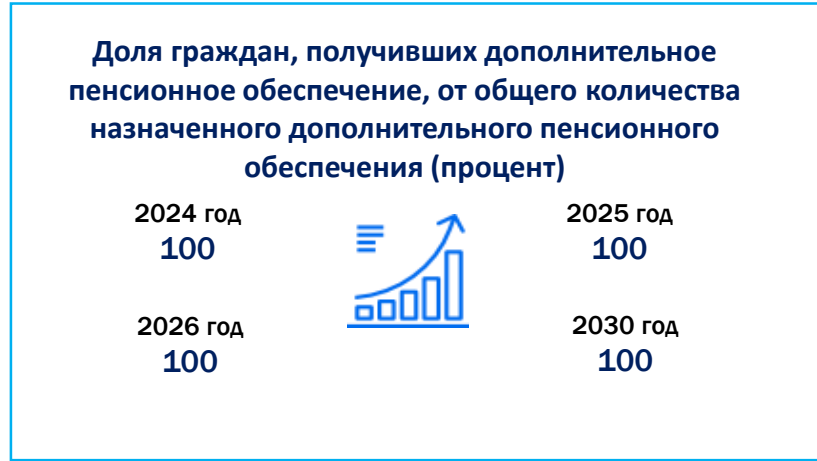 Доля граждан, получивших дополнительное
пенсионное обеспечение, от общего количества
назначенного дополнительного пенсионного
обеспечения (процент)
2024 год
100
2025 год
100
2026 год
100
2030 год
100